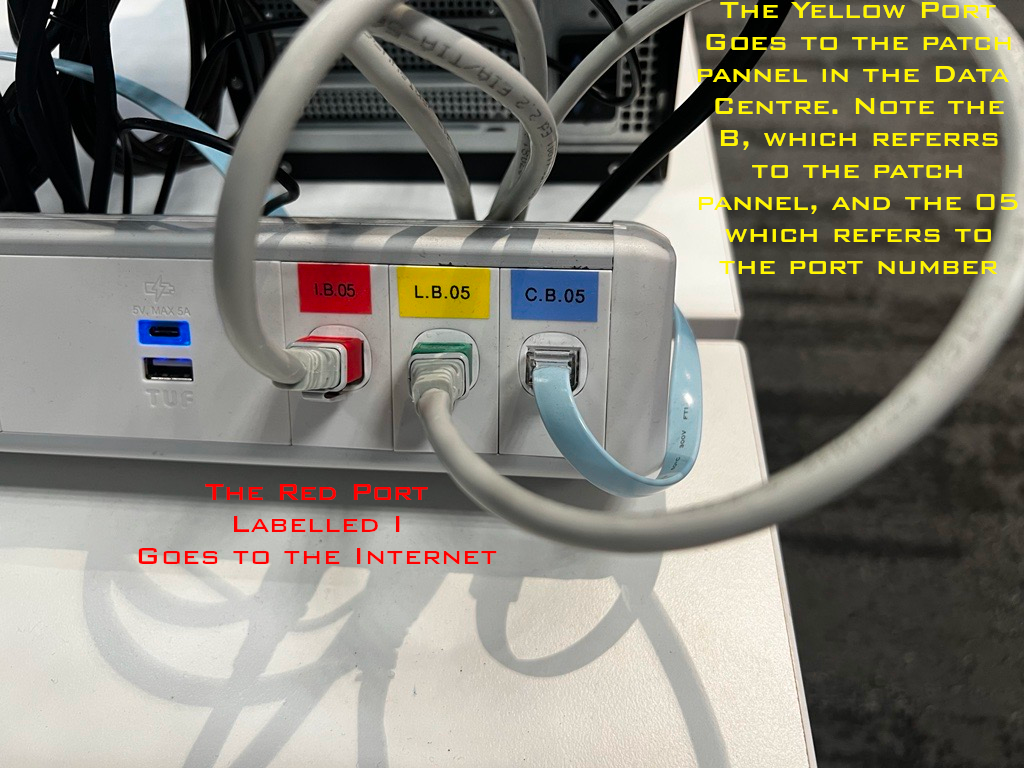 The Yellow Port
Goes to the patch
pannel in the Data
Centre. Note the
B, which referrs
to the patch
pannel, and the 05
which refers to
the port number
5V, MAX 5A
TUF
I.B.05
L.B.05
C.B.05
The Red Port
Labelled I
Goes to the Internet